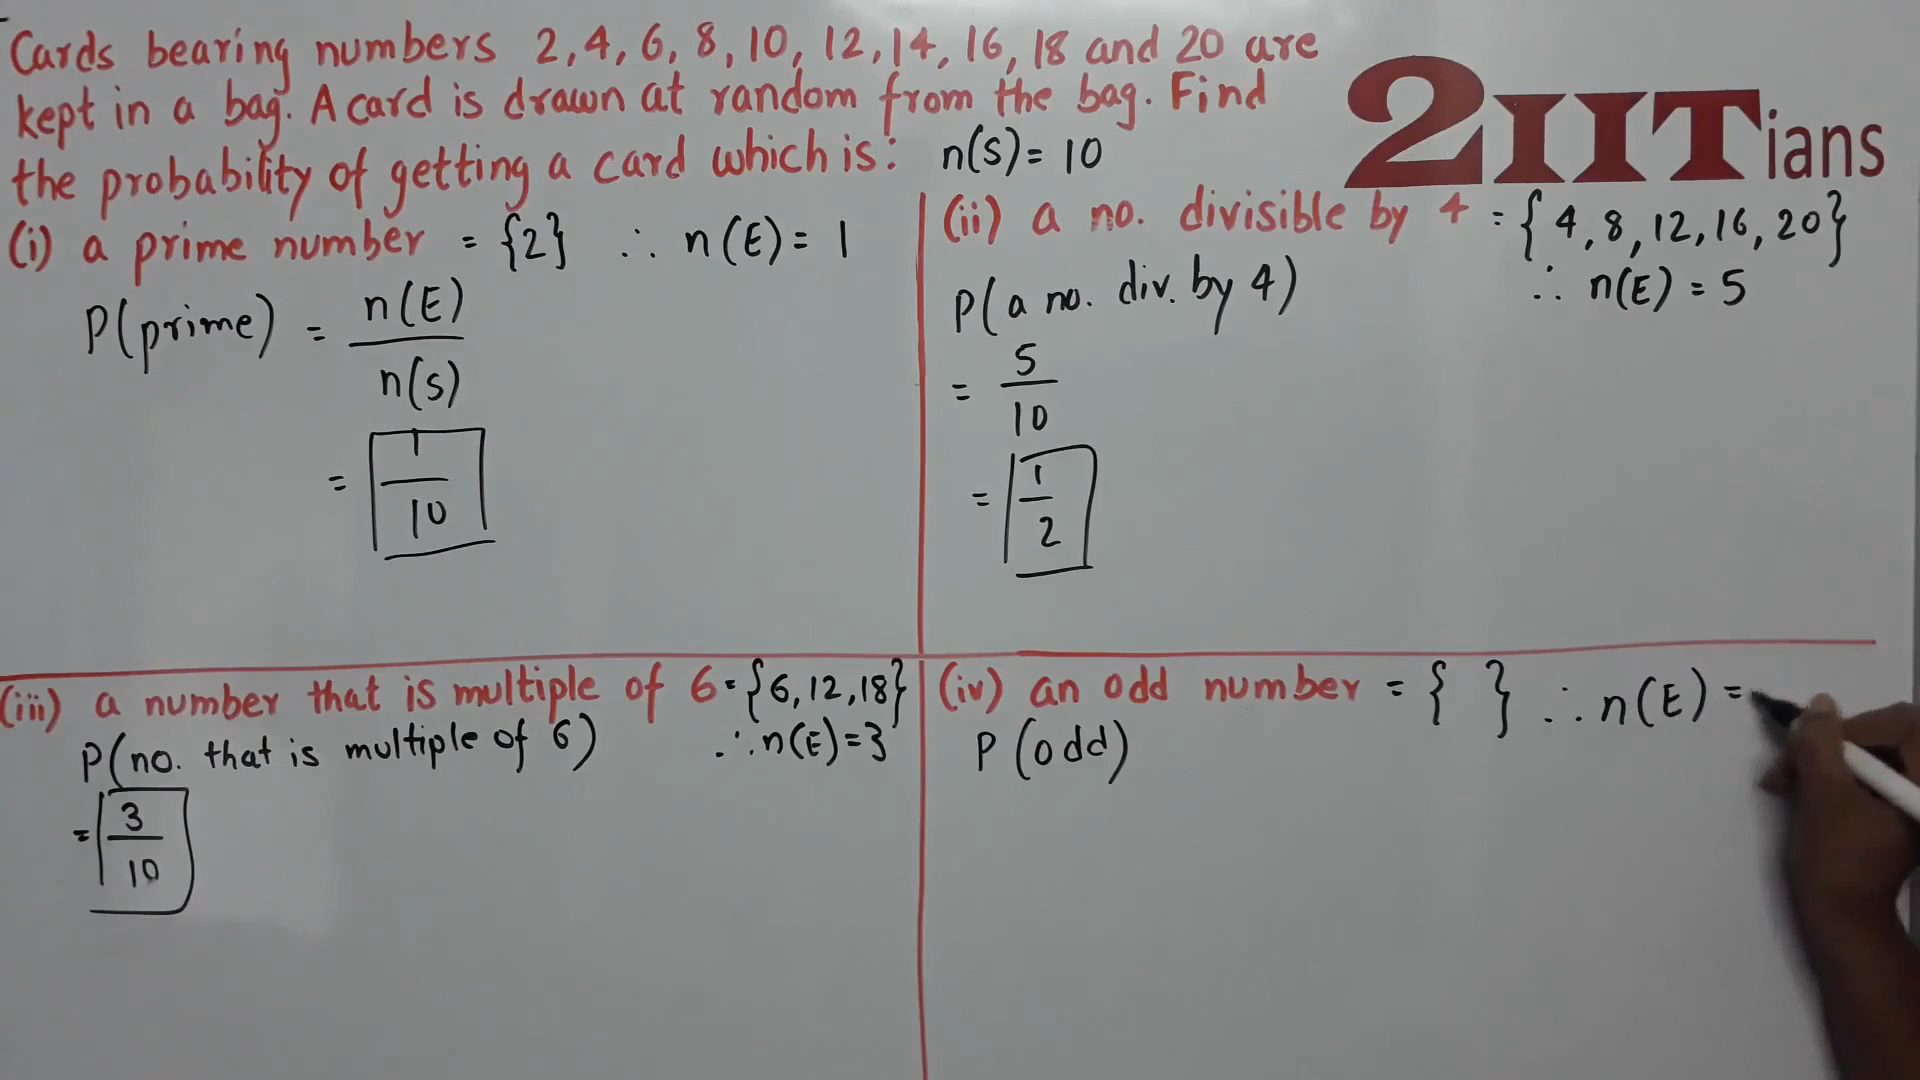 Cards bearing numbers 2, 4, 6, 8, 10, 12, 14, 16, 18 and 20 are
kept in a bag. A card is drawn at random from the bag. Find
the probability of getting a card which is: n(S) = 10
2IITians
(i) a prime number = {2} ∴ n(E) = 1
P(prime) = n(E)
n(S)
= 1
10
(ii) a no. divisible by 4 = {4, 8, 12, 16, 20}
∴ n(E) = 5
P(a no. div. by 4)
= 5
10
= 1
2
(iii) a number that is multiple of 6 = {6, 12, 18}
P(no. that is multiple of 6) ∴ n(E) = 3
= 3
10
(iv) an odd number = { } ∴ n(E) =
P(odd)